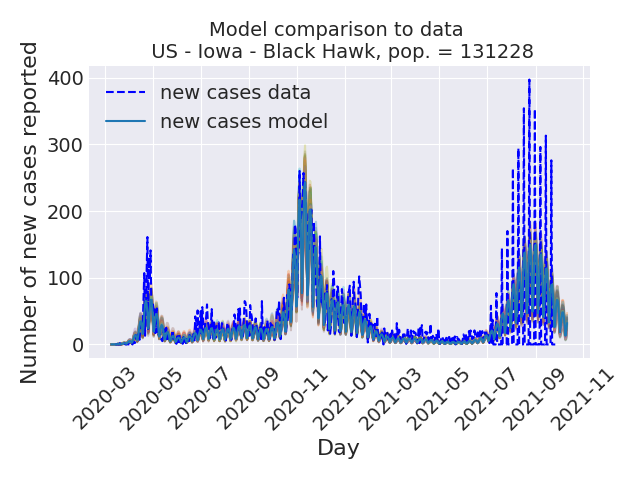 Model comparison to data
US - Iowa - Black Hawk, pop. = 131228
new cases data
new cases model
Number of new cases reported
400
300
200
100
0
2020-03
2020-05
2020-07
2020-09
2020-11
2021-01
2021-03
2021-05
2021-07
2021-09
2021-11
Day